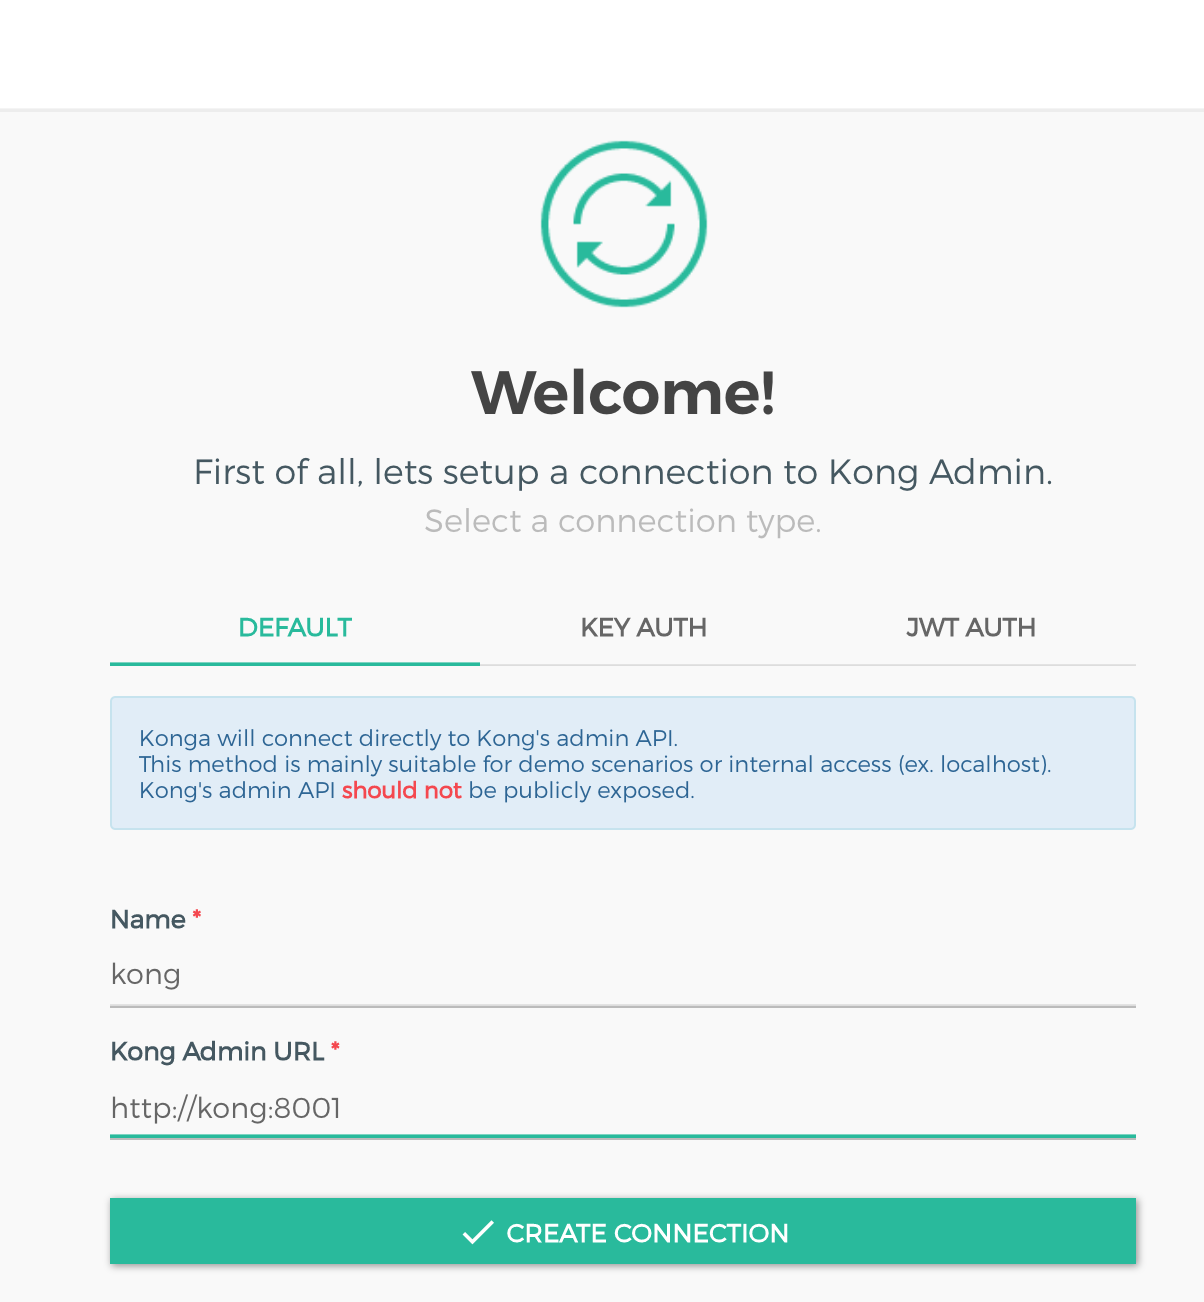 Welcome!
First of all, lets setup a connection to Kong Admin.
Select a connection type.
DEFAULT KEY AUTH JWT AUTH
Konga will connect directly to Kong's admin API.
This method is mainly suitable for demo scenarios or internal access (ex. localhost).
Kong's admin API should not be publicly exposed.
Name *
kong
Kong Admin URL *
http://kong:8001
CREATE CONNECTION